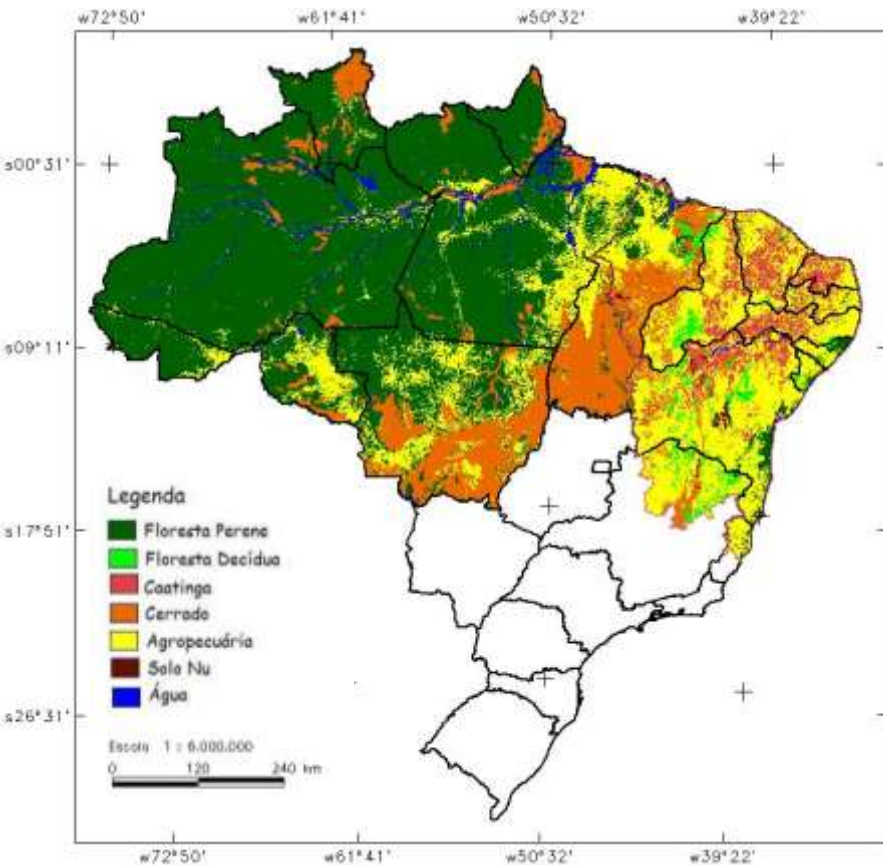 w72°50' w61°41' w50°32' w39°22'
s00°31'
s09°11'
s17°51'
s26°31'
Legenda
Floresta Perene
Floresta Decídua
Caatinga
Cerrado
Agropecuária
Solo Nu
Água
Escala 1 : 6.000.000
0 120 240 km
w72°50' w61°41' w50°32' w39°22'